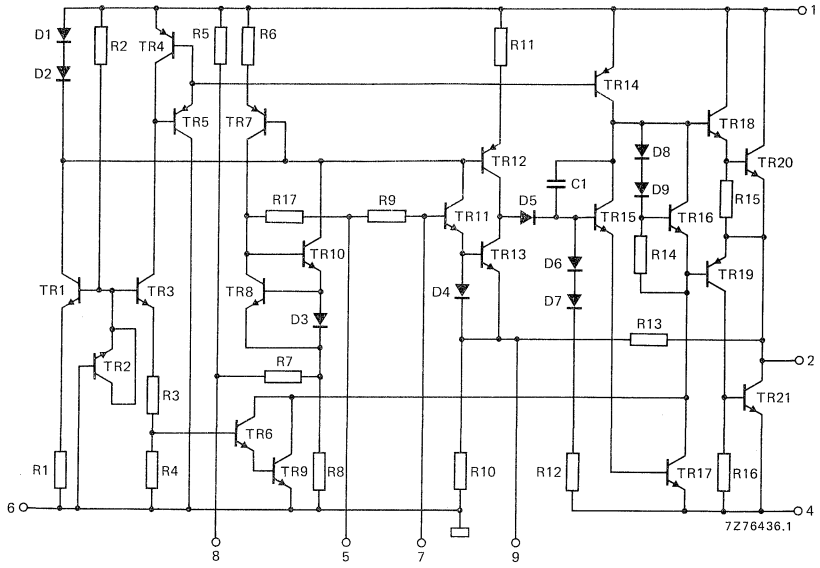 1
D1
R2
TR4
R5
R6
R11
D2
TR14
TR5
TR7
TR18
TR12
D8
TR20
C1
D9
R17
R9
D5
R15
TR11
TR15
TR16
TR10
TR13
R14
D6
TR1
TR3
TR8
D4
TR19
D7
D3
R13
TR2
R7
2
R3
TR21
TR6
R1
R4
TR9
R8
R10
R12
TR17
R16
6
4
7Z76436.1
8
5
7
9